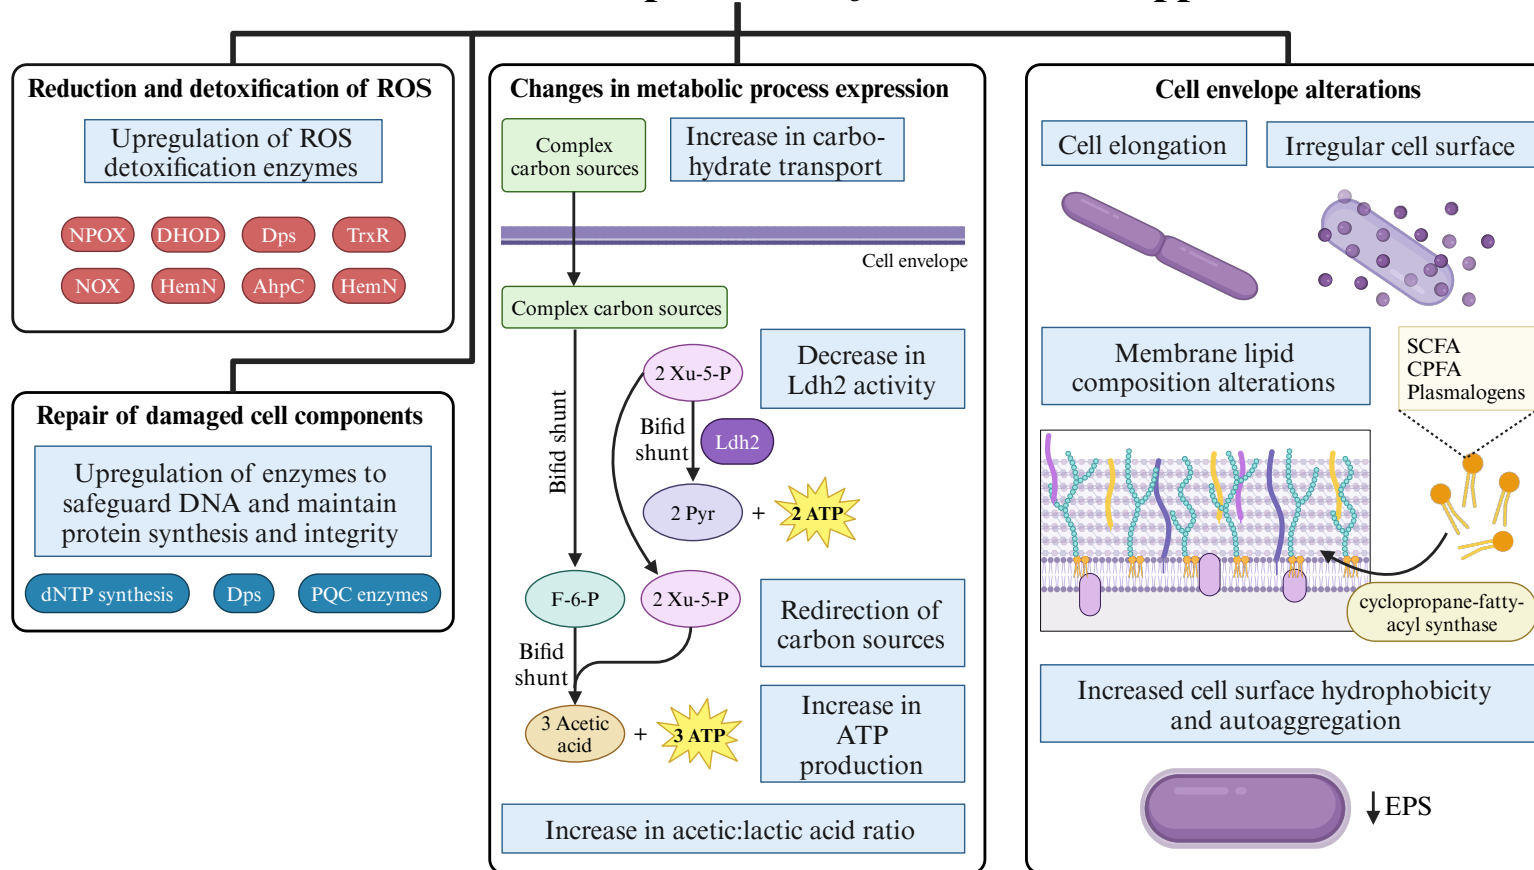 Reduction and detoxification of ROS
Upregulation of ROS
detoxification enzymes
NPOX
DHOD
Dps
TrxR
NOX
HemN
AhpC
HemN
Repair of damaged cell components
Upregulation of enzymes to
safeguard DNA and maintain
protein synthesis and integrity
dNTP synthesis
Dps
PQC enzymes
Changes in metabolic process expression
Complex
carbon sources
Increase in carbo-
hydrate transport
Cell envelope
Complex carbon sources
Decrease in
Ldh2 activity
2 Xu-5-P
Bifid shunt
Bifid
shunt
Ldh2
2 Pyr
+
2 ATP
F-6-P
2 Xu-5-P
Redirection of
carbon sources
Bifid
shunt
3 Acetic
acid
+
3 ATP
Increase in
ATP
production
Increase in acetic:lactic acid ratio
Cell envelope alterations
Cell elongation
Irregular cell surface
Membrane lipid
composition alterations
SCFA
CPFA
Plasmalogens
cyclopropane-fatty-
acyl synthase
Increased cell surface hydrophobicity
and autoaggregation
↓EPS